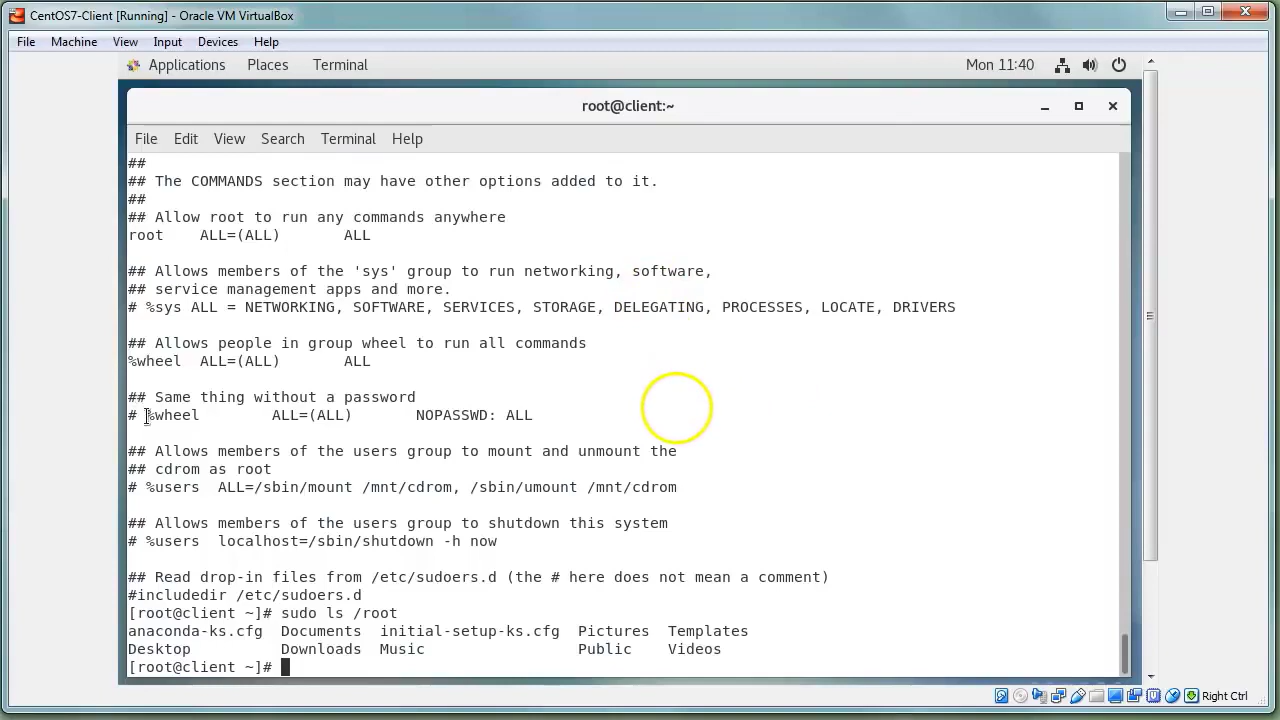 CentOS7-Client [Running] - Oracle VM VirtualBox
File Machine View Input Devices Help
Applications Places Terminal Mon 11:40
root@client:~
File Edit View Search Terminal Help
##
## The COMMANDS section may have other options added to it.
##
## Allow root to run any commands anywhere
root ALL=(ALL) ALL
## Allows members of the 'sys' group to run networking, software,
## service management apps and more.
# %sys ALL = NETWORKING, SOFTWARE, SERVICES, STORAGE, DELEGATING, PROCESSES, LOCATE, DRIVERS
## Allows people in group wheel to run all commands
%wheel ALL=(ALL) ALL
## Same thing without a password
# %wheel ALL=(ALL) NOPASSWD: ALL
## Allows members of the users group to mount and unmount the
## cdrom as root
# %users ALL=/sbin/mount /mnt/cdrom, /sbin/umount /mnt/cdrom
## Allows members of the users group to shutdown this system
# %users localhost=/sbin/shutdown -h now
## Read drop-in files from /etc/sudoers.d (the # here does not mean a comment)
#includedir /etc/sudoers.d
[root@client ~]# sudo ls /root
anaconda-ks.cfg Documents initial-setup-ks.cfg Pictures Templates
Desktop Downloads Music Public Videos
[root@client ~]#
Right Ctrl